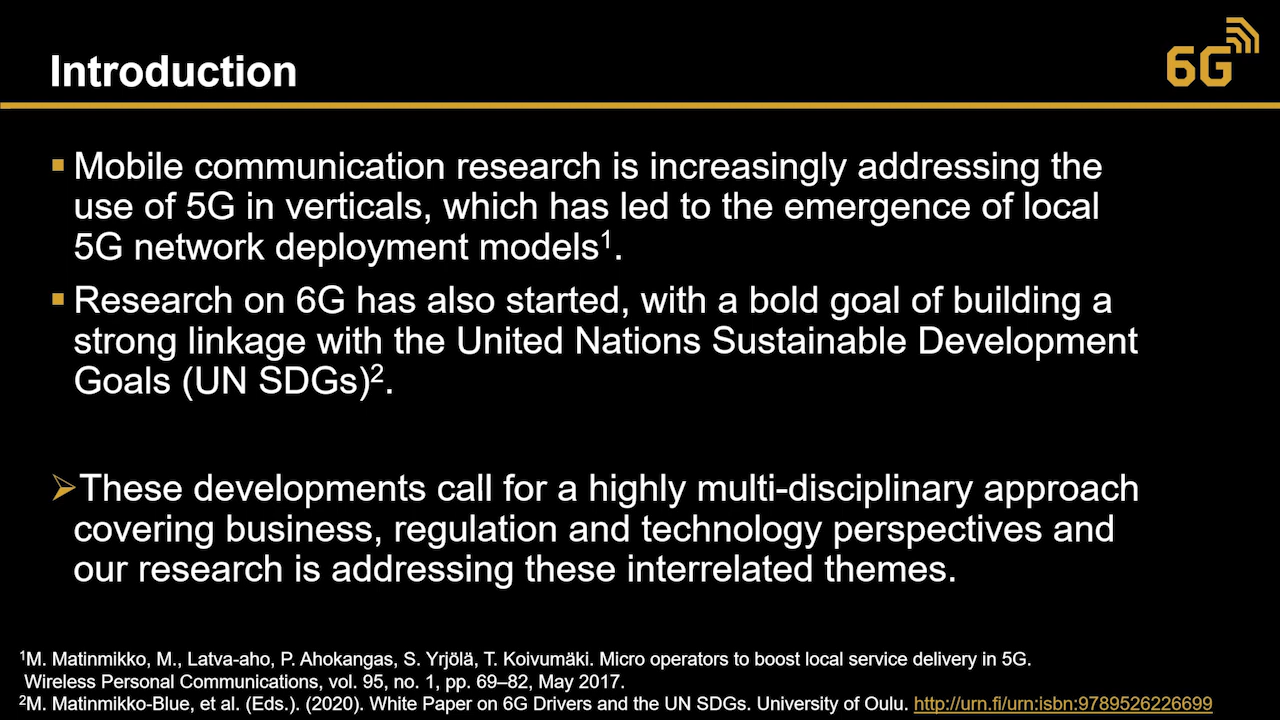 Introduction
6G
Mobile communication research is increasingly addressing the
use of 5G in verticals, which has led to the emergence of local
5G network deployment models¹.
Research on 6G has also started, with a bold goal of building a
strong linkage with the United Nations Sustainable Development
Goals (UN SDGs)².
These developments call for a highly multi-disciplinary approach
covering business, regulation and technology perspectives and
our research is addressing these interrelated themes.
¹M. Matinmikko, M., Latva-aho, P. Ahokangas, S. Yrjölä, T. Koivumäki. Micro operators to boost local service delivery in 5G.
Wireless Personal Communications, vol. 95, no. 1, pp. 69–82, May 2017.
²M. Matinmikko-Blue, et al. (Eds.). (2020). White Paper on 6G Drivers and the UN SDGs. University of Oulu. http://urn.fi/urn:isbn:9789526226699